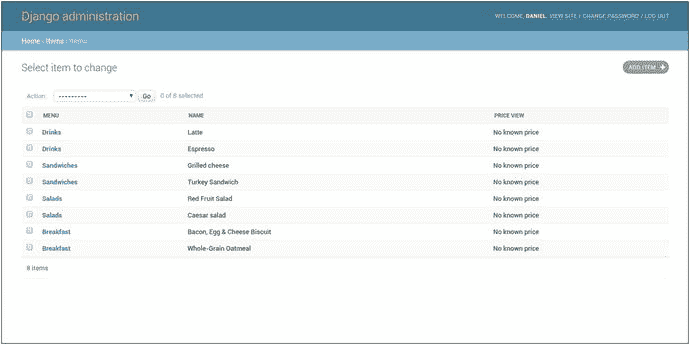 Django administration
WELCOME, DANIEL. VIEW SITE / CHANGE PASSWORD / LOG OUT
Home › Items › Items
Select item to change
ADD ITEM +
Action: --------- Go 0 of 8 selected
MENU NAME PRICE VIEW
Drinks Latte No known price
Drinks Espresso No known price
Sandwiches Grilled cheese No known price
Sandwiches Turkey Sandwich No known price
Salads Red Fruit Salad No known price
Salads Caesar salad No known price
Breakfast Bacon, Egg & Cheese Biscuit No known price
Breakfast Whole-Grain Oatmeal No known price
8 items